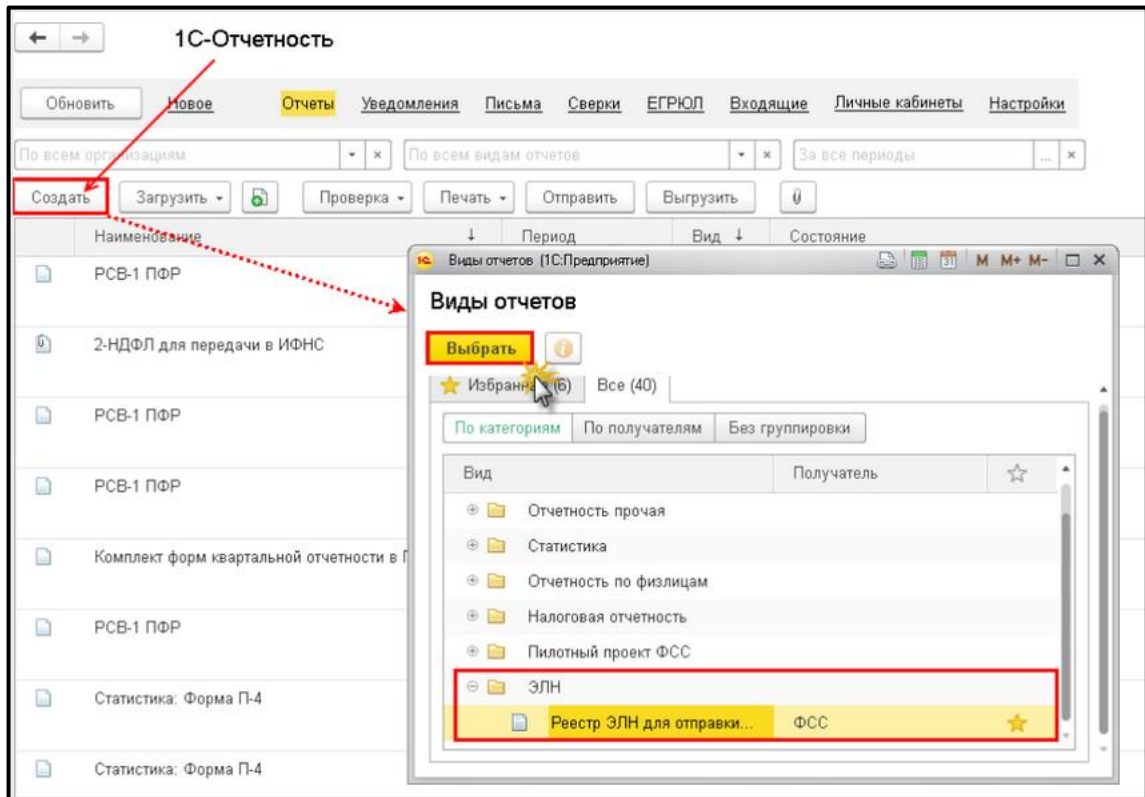 1С-Отчетность
Обновить Новое Отчеты Уведомления Письма Сверки ЕГРЮЛ Входящие Личные кабинеты Настройки
По всем организациям По всем видам отчетов За все периоды ...
Создать Загрузить Проверка Печать Отправить Выгрузить
Наименование Период Вид Состояние
РСВ-1 ПФР
2-НДФЛ для передачи в ИФНС
РСВ-1 ПФР
РСВ-1 ПФР
Комплект форм квартальной отчетности в
РСВ-1 ПФР
Статистика: Форма П-4
Статистика: Форма П-4
1С Виды отчетов (1С:Предприятие) 31 M M+ M-
Виды отчетов
Выбрать
Избранные (6) Все (40)
По категориям По получателям Без группировки
Вид Получатель
Отчетность прочая
Статистика
Отчетность по физлицам
Налоговая отчетность
Пилотный проект ФСС
ЭЛН
Реестр ЭЛН для отправки... ФСС